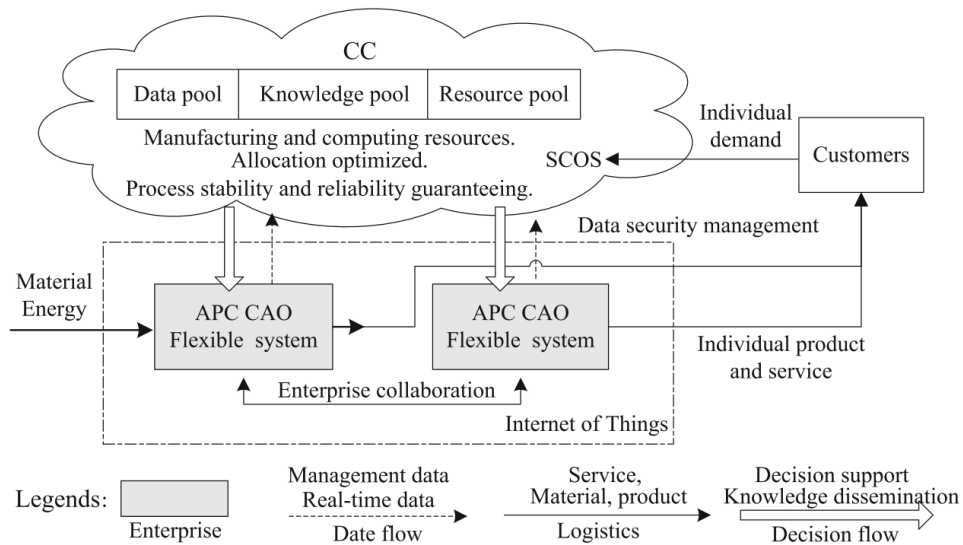 CC
Data pool
Knowledge pool
Resource pool
Manufacturing and computing resources.
Allocation optimized.
Process stability and reliability guaranteeing.
SCOS
Individual
demand
Customers
Data security management
Material
Energy
APC CAO
Flexible system
APC CAO
Flexible system
Individual product
and service
Enterprise collaboration
Internet of Things
Legends:
Enterprise
Management data
Real-time data
Date flow
Service,
Material, product
Logistics
Decision support
Knowledge dissemination
Decision flow